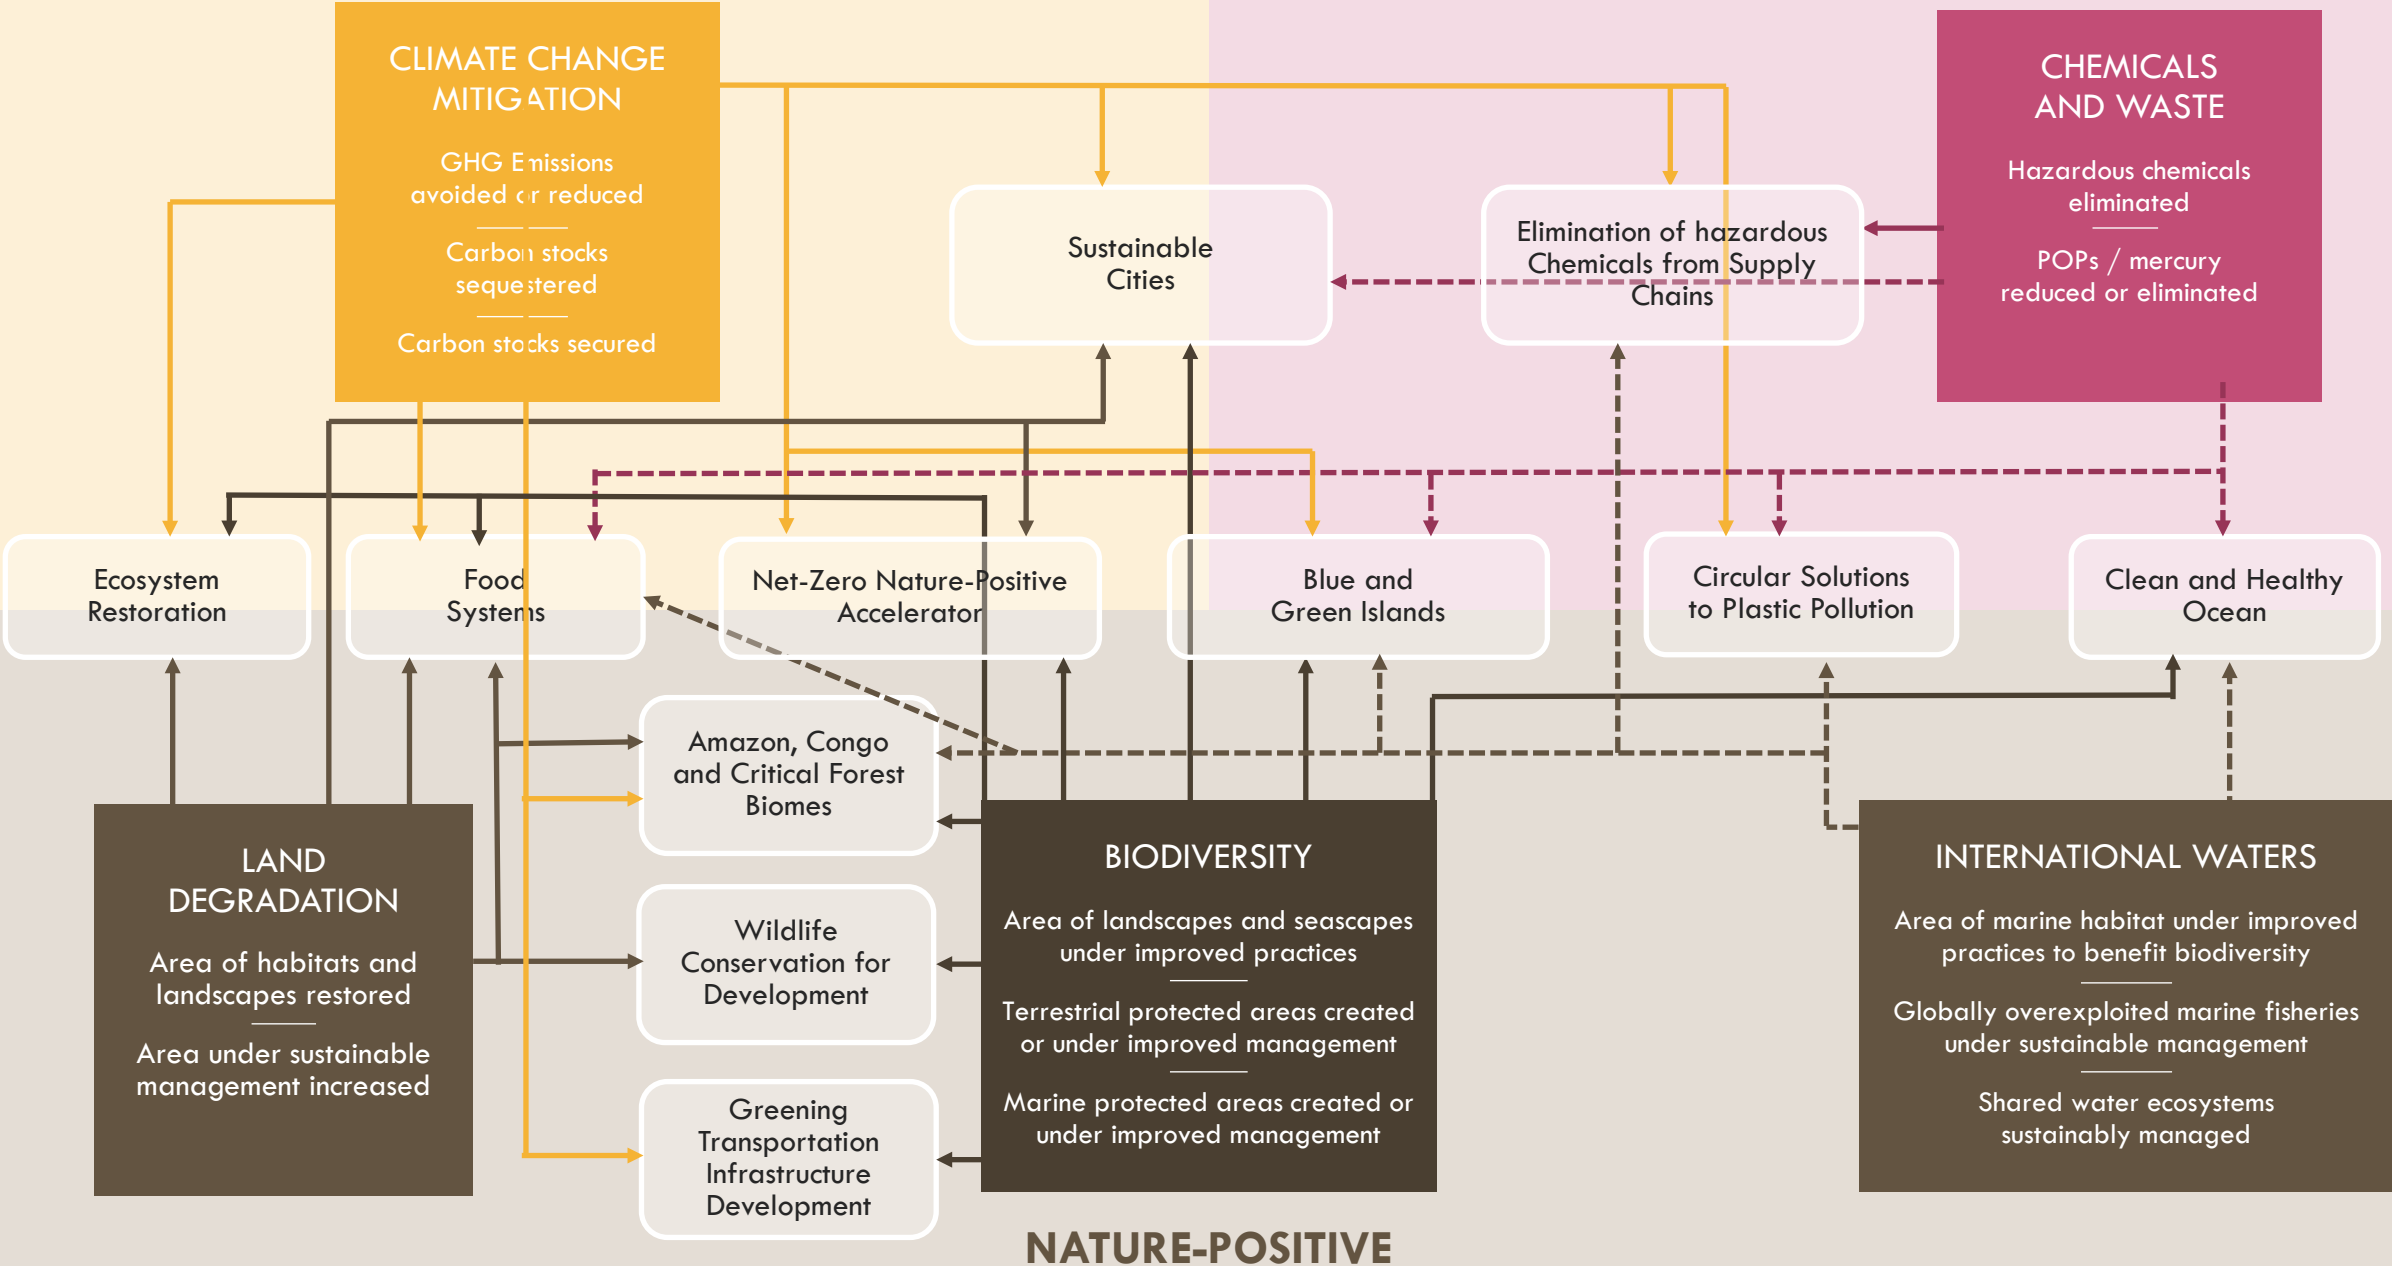 CLIMATE CHANGE
MITIGATION
GHG Emissions
avoided or reduced
Carbon stocks
sequestered
Carbon stocks secured
CHEMICALS
AND WASTE
Hazardous chemicals
eliminated
POPs / mercury
reduced or eliminated
Sustainable
Cities
Elimination of hazardous
Chemicals from Supply
Chains
Ecosystem
Restoration
Food
Systems
Net-Zero Nature-Positive
Accelerator
Blue and
Green Islands
Circular Solutions
to Plastic Pollution
Clean and Healthy
Ocean
Amazon, Congo
and Critical Forest
Biomes
Wildlife
Conservation for
Development
Greening
Transportation
Infrastructure
Development
LAND
DEGRADATION
Area of habitats and
landscapes restored
Area under sustainable
management increased
BIODIVERSITY
Area of landscapes and seascapes
under improved practices
Terrestrial protected areas created
or under improved management
Marine protected areas created or
under improved management
INTERNATIONAL WATERS
Area of marine habitat under improved
practices to benefit biodiversity
Globally overexploited marine fisheries
under sustainable management
Shared water ecosystems
sustainably managed
NATURE-POSITIVE